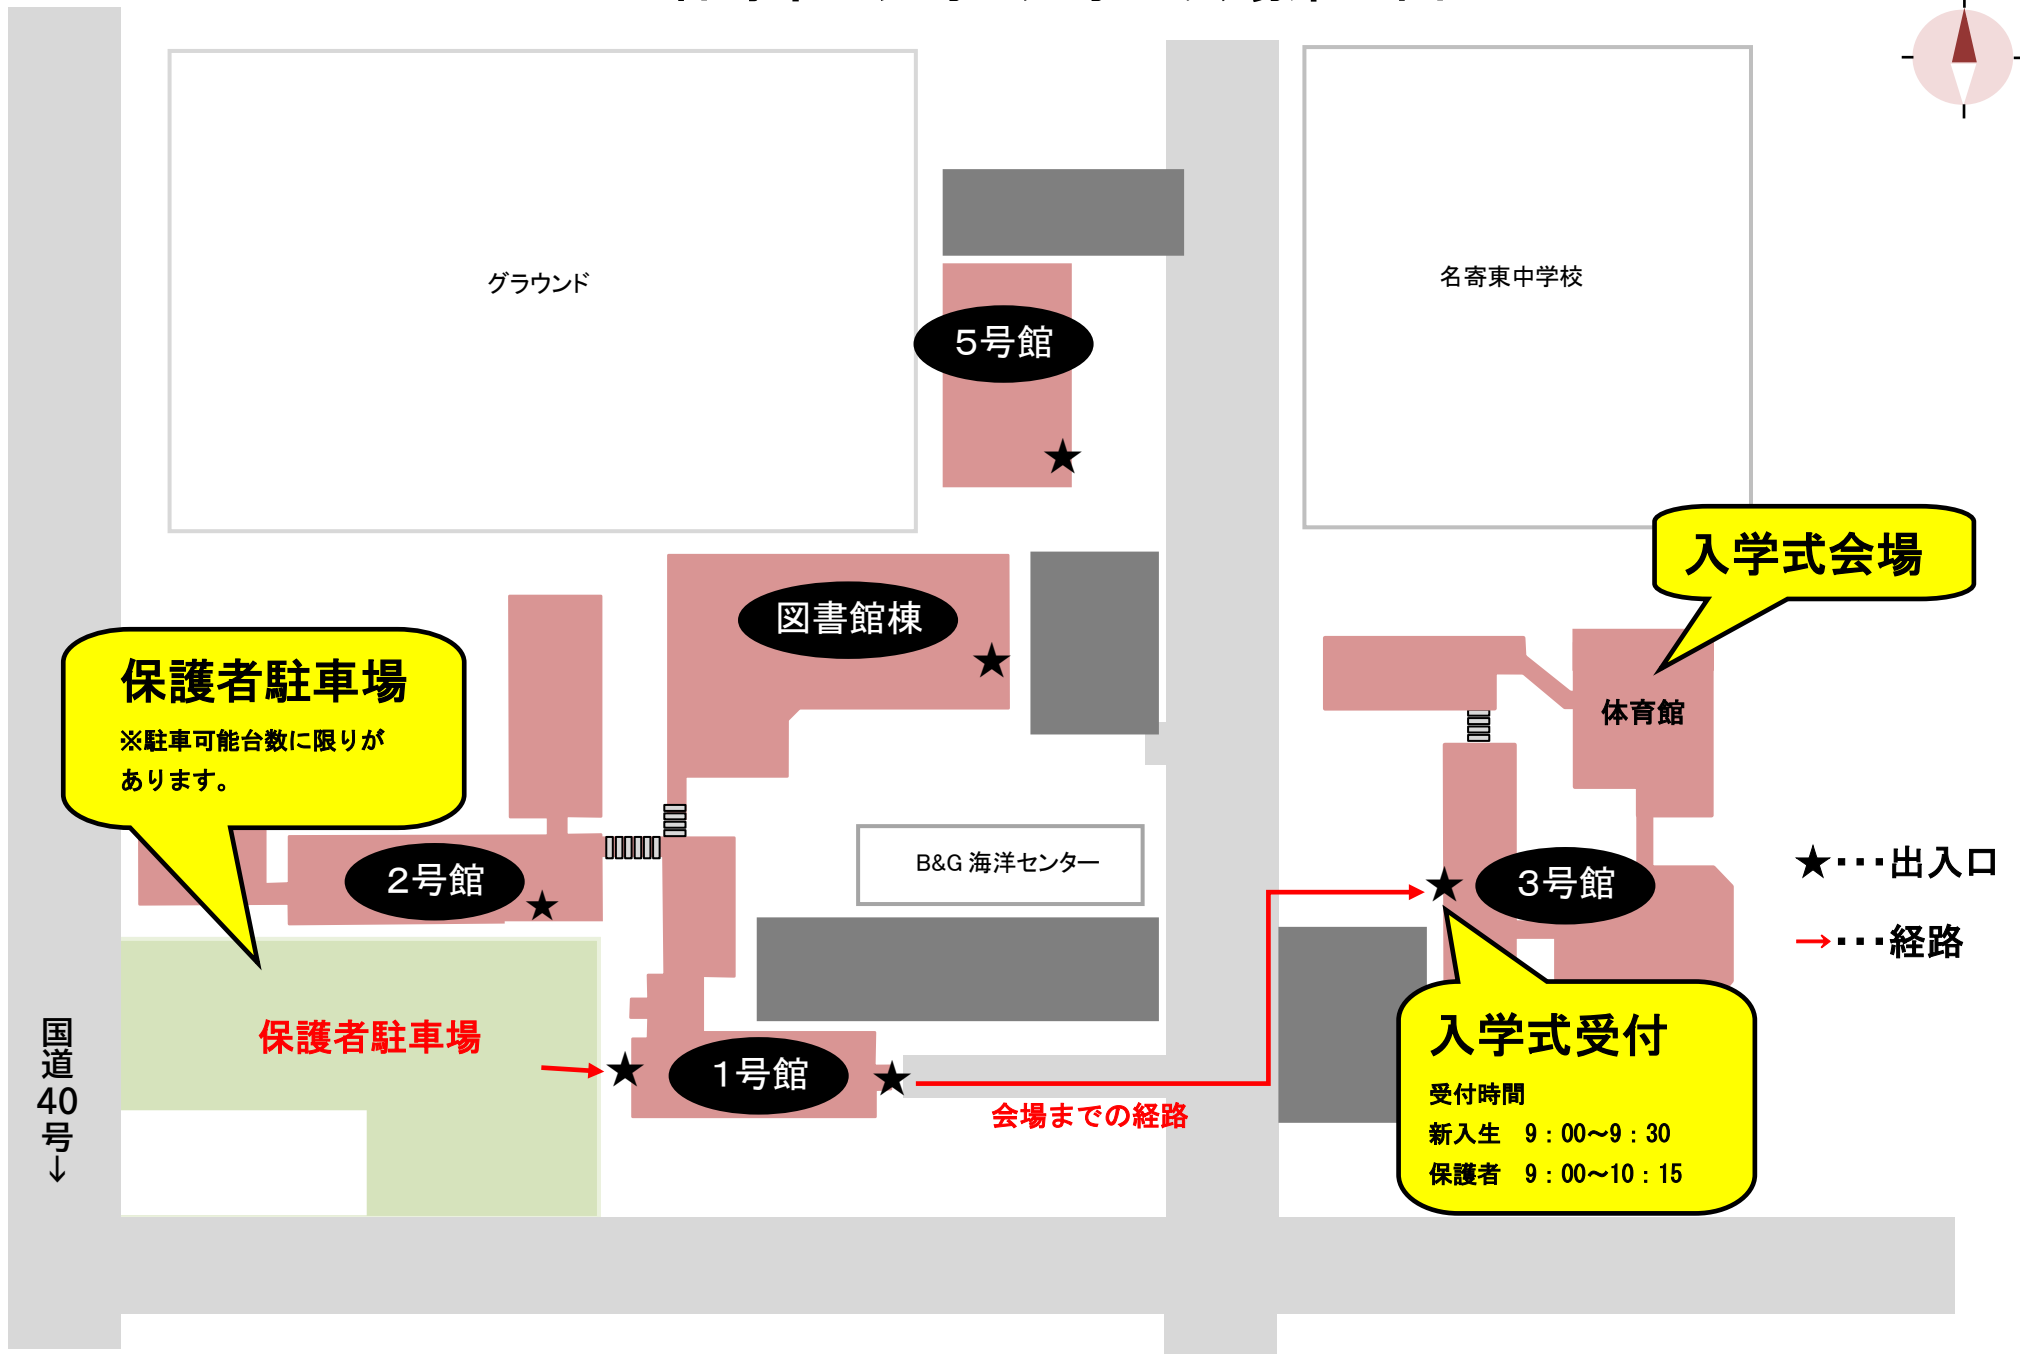 グラウンド
名寄東中学校
5号館
入学式会場
図書館棟
保護者駐車場
※駐車可能台数に限りが
あります。
体育館
B&G 海洋センター
2号館
3号館
★・・・出入口
→・・・経路
国道40号→
保護者駐車場
1号館
会場までの経路
入学式受付
受付時間
新入生　9：00～9：30
保護者　9：00～10：15